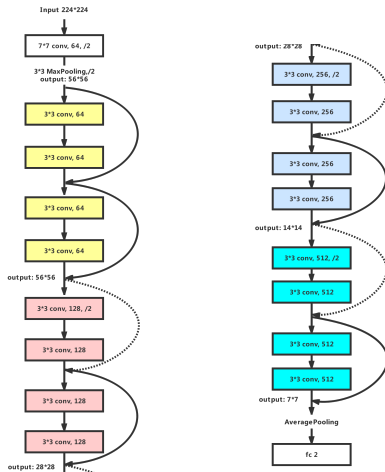 Input 224*224
7*7 conv, 64, /2
3*3 MaxPooling,/2
output: 56*56
3*3 conv, 64
3*3 conv, 64
3*3 conv, 64
3*3 conv, 64
output: 56*56
3*3 conv, 128, /2
3*3 conv, 128
3*3 conv, 128
3*3 conv, 128
output: 28*28
output: 28*28
3*3 conv, 256, /2
3*3 conv, 256
3*3 conv, 256
3*3 conv, 256
output: 14*14
3*3 conv, 512, /2
3*3 conv, 512
3*3 conv, 512
3*3 conv, 512
output: 7*7
AveragePooling
fc 2